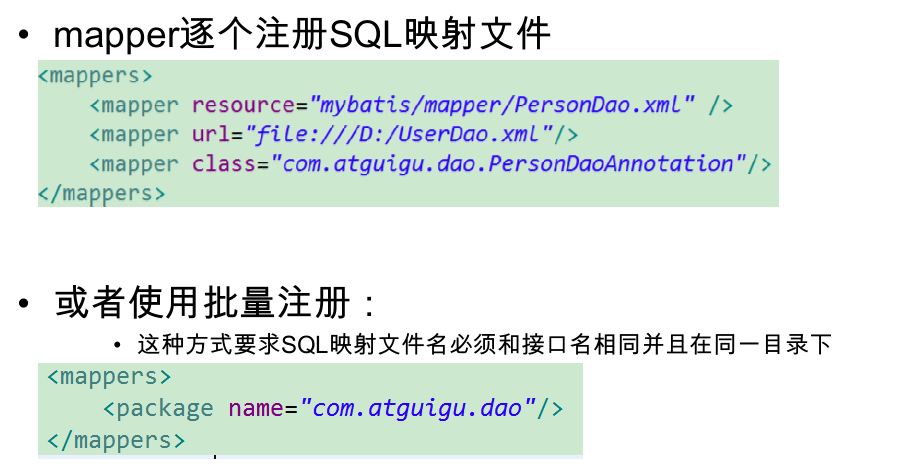 • mapper逐个注册SQL映射文件
<mappers>
<mapper resource="mybatis/mapper/PersonDao.xml" />
<mapper url="file:///D:/UserDao.xml"/>
<mapper class="com.atguigu.dao.PersonDaoAnnotation"/>
</mappers>
• 或者使用批量注册：
• 这种方式要求SQL映射文件名必须和接口名相同并且在同一目录下
<mappers>
<package name="com.atguigu.dao"/>
</mappers>